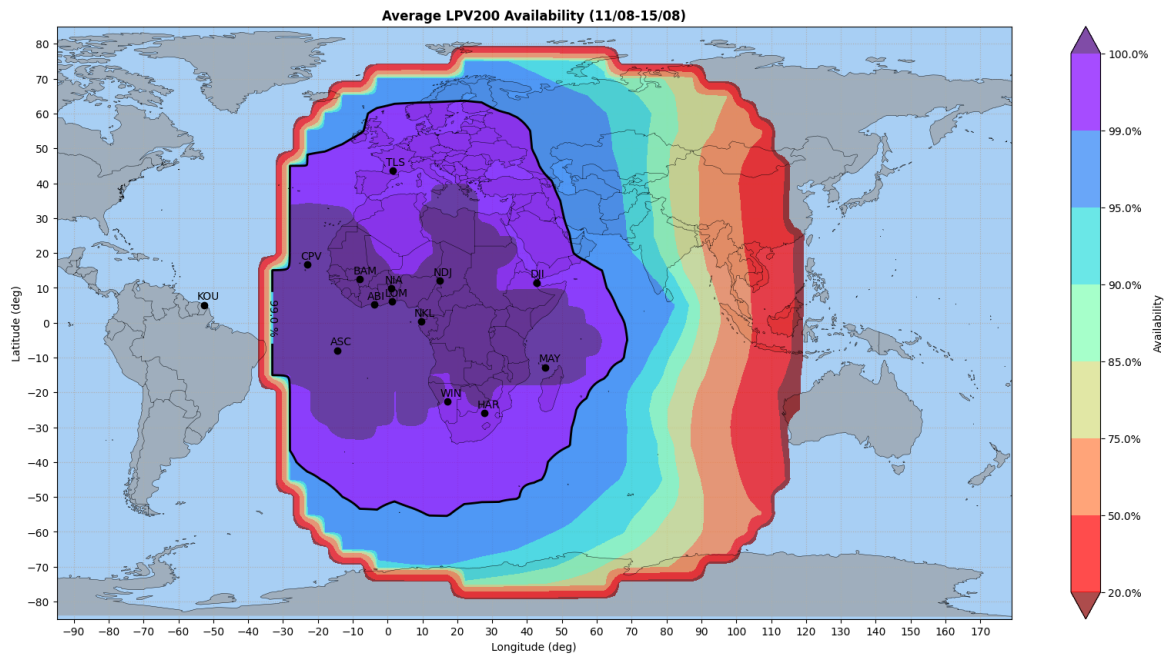 Average LPV200 Availability (11/08-15/08)
80
70
60
50
40
30
20
10
0
−10
−20
−30
−40
−50
−60
−70
−80
Latitude (deg)
TLS
CPV
BAM
NIA
NDJ
DJI
KOU
ABI
LOM
NKL
99.0 %
ASC
MAY
WIN
HAR
−90 −80 −70 −60 −50 −40 −30 −20 −10 0 10 20 30 40 50 60 70 80 90 100 110 120 130 140 150 160 170
Longitude (deg)
100.0%
99.0%
95.0%
90.0%
85.0%
75.0%
50.0%
20.0%
Availability